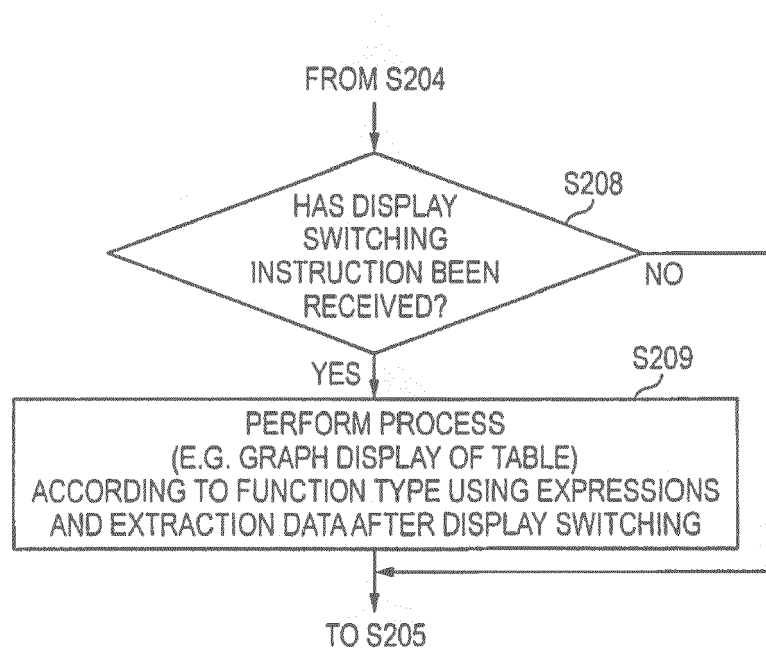 FROM S204
S208
HAS DISPLAY
SWITCHING
INSTRUCTION BEEN
RECEIVED?
NO
YES
S209
PERFORM PROCESS
(E.G. GRAPH DISPLAY OF TABLE)
ACCORDING TO FUNCTION TYPE USING EXPRESSIONS
AND EXTRACTION DATA AFTER DISPLAY SWITCHING
TO S205